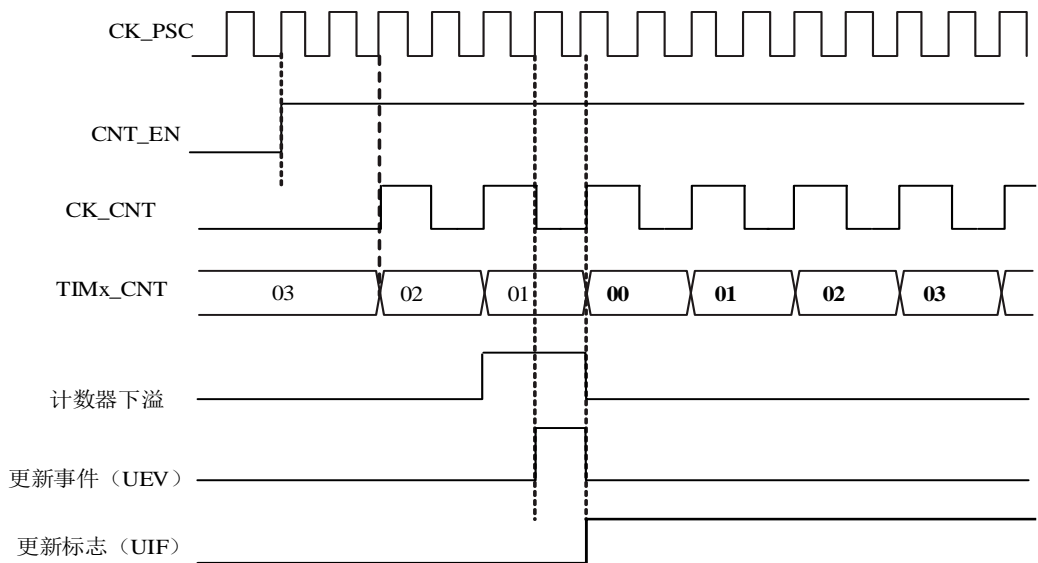 CK_PSC
CNT_EN
CK_CNT
TIMx_CNT 03 02 01 00 01 02 03
计数器下溢
更新事件（UEV）
更新标志（UIF）